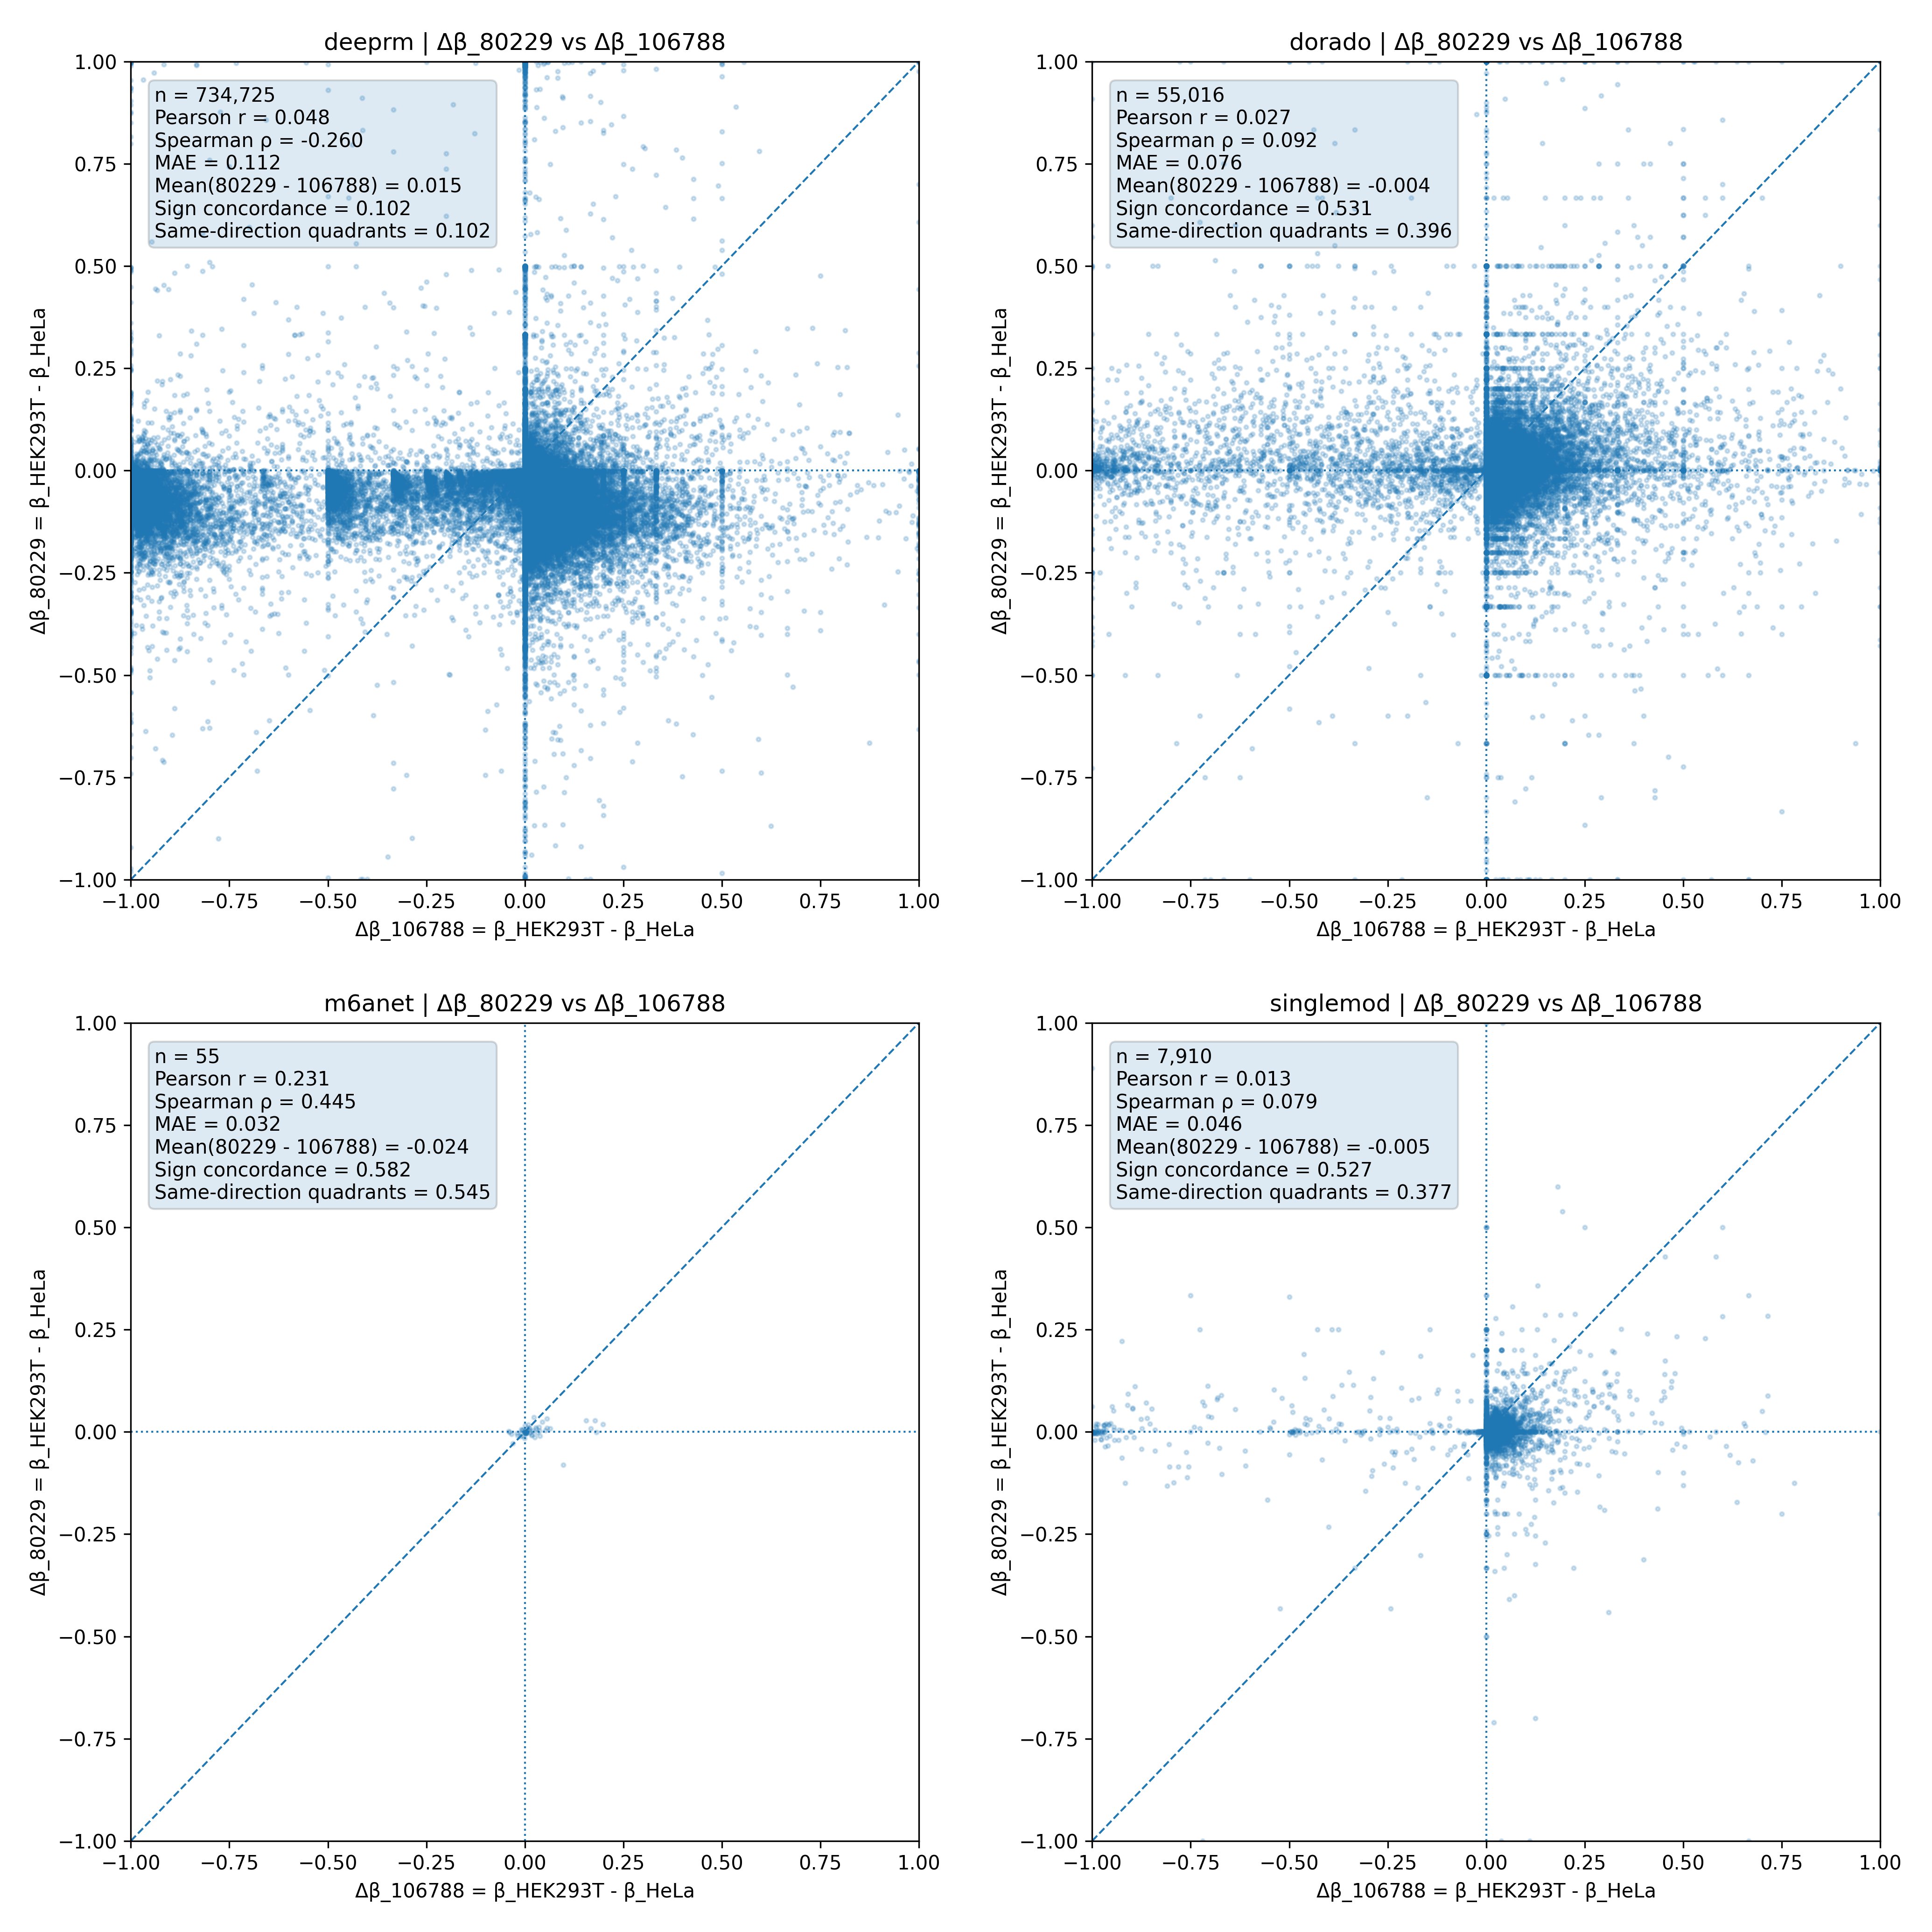 deeprm | Δβ_80229 vs Δβ_106788
n = 734,725
Pearson r = 0.048
Spearman ρ = -0.260
MAE = 0.112
Mean(80229 - 106788) = 0.015
Sign concordance = 0.102
Same-direction quadrants = 0.102
1.00
0.75
0.50
0.25
0.00
−0.25
−0.50
−0.75
−1.00
Δβ_80229 = β_HEK293T - β_HeLa
−1.00 −0.75 −0.50 −0.25 0.00 0.25 0.50 0.75 1.00
Δβ_106788 = β_HEK293T - β_HeLa
dorado | Δβ_80229 vs Δβ_106788
n = 55,016
Pearson r = 0.027
Spearman ρ = 0.092
MAE = 0.076
Mean(80229 - 106788) = -0.004
Sign concordance = 0.531
Same-direction quadrants = 0.396
1.00
0.75
0.50
0.25
0.00
−0.25
−0.50
−0.75
−1.00
Δβ_80229 = β_HEK293T - β_HeLa
−1.00 −0.75 −0.50 −0.25 0.00 0.25 0.50 0.75 1.00
Δβ_106788 = β_HEK293T - β_HeLa
m6anet | Δβ_80229 vs Δβ_106788
n = 55
Pearson r = 0.231
Spearman ρ = 0.445
MAE = 0.032
Mean(80229 - 106788) = -0.024
Sign concordance = 0.582
Same-direction quadrants = 0.545
1.00
0.75
0.50
0.25
0.00
−0.25
−0.50
−0.75
−1.00
Δβ_80229 = β_HEK293T - β_HeLa
−1.00 −0.75 −0.50 −0.25 0.00 0.25 0.50 0.75 1.00
Δβ_106788 = β_HEK293T - β_HeLa
singlemod | Δβ_80229 vs Δβ_106788
n = 7,910
Pearson r = 0.013
Spearman ρ = 0.079
MAE = 0.046
Mean(80229 - 106788) = -0.005
Sign concordance = 0.527
Same-direction quadrants = 0.377
1.00
0.75
0.50
0.25
0.00
−0.25
−0.50
−0.75
−1.00
Δβ_80229 = β_HEK293T - β_HeLa
−1.00 −0.75 −0.50 −0.25 0.00 0.25 0.50 0.75 1.00
Δβ_106788 = β_HEK293T - β_HeLa